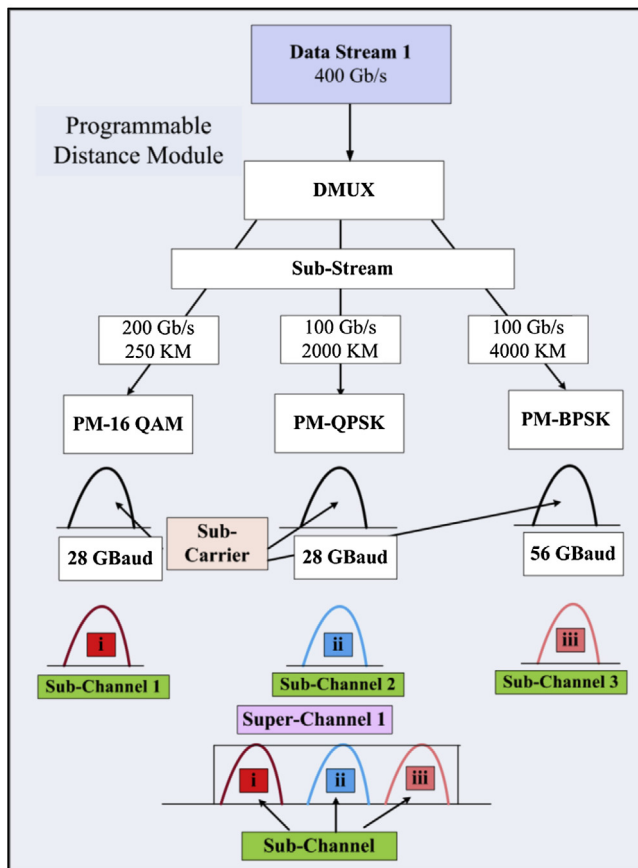 Data Stream 1
400 Gb/s
Programmable
Distance Module
DMUX
Sub-Stream
200 Gb/s
250 KM
100 Gb/s
2000 KM
100 Gb/s
4000 KM
PM-16 QAM
PM-QPSK
PM-BPSK
Sub-
Carrier
28 GBaud
28 GBaud
56 GBaud
i
ii
iii
Sub-Channel 1
Sub-Channel 2
Sub-Channel 3
Super-Channel 1
i
ii
iii
Sub-Channel